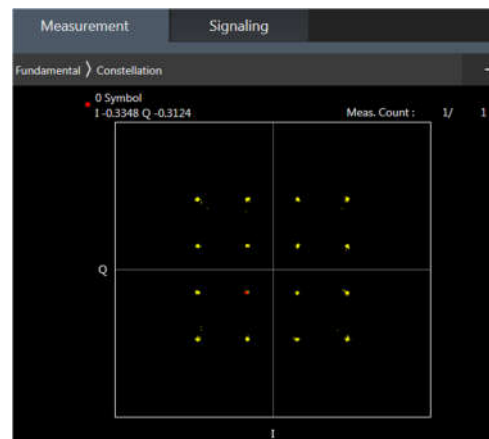 Measurement Signaling
Fundamental ❭ Constellation
0 Symbol
I -0.3348 Q -0.3124 Meas. Count : 1/ 1
Q
I